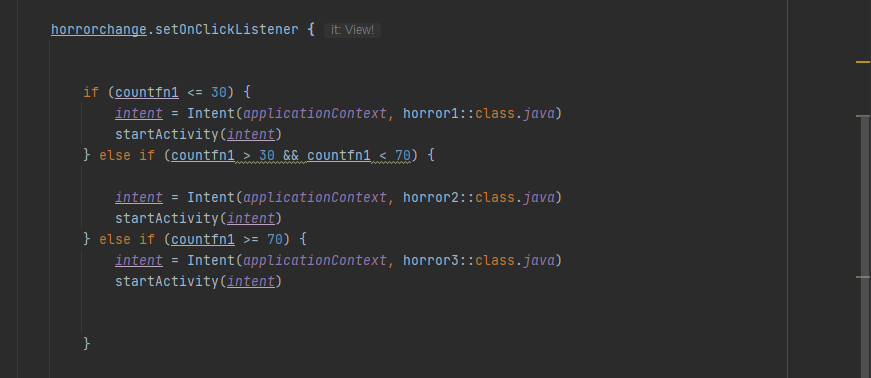 horrorchange.setOnClickListener { it: View!
if (countfn1 <= 30) {
intent = Intent(applicationContext, horror1::class.java)
startActivity(intent)
} else if (countfn1 > 30 && countfn1 < 70) {
intent = Intent(applicationContext, horror2::class.java)
startActivity(intent)
} else if (countfn1 >= 70) {
intent = Intent(applicationContext, horror3::class.java)
startActivity(intent)
}